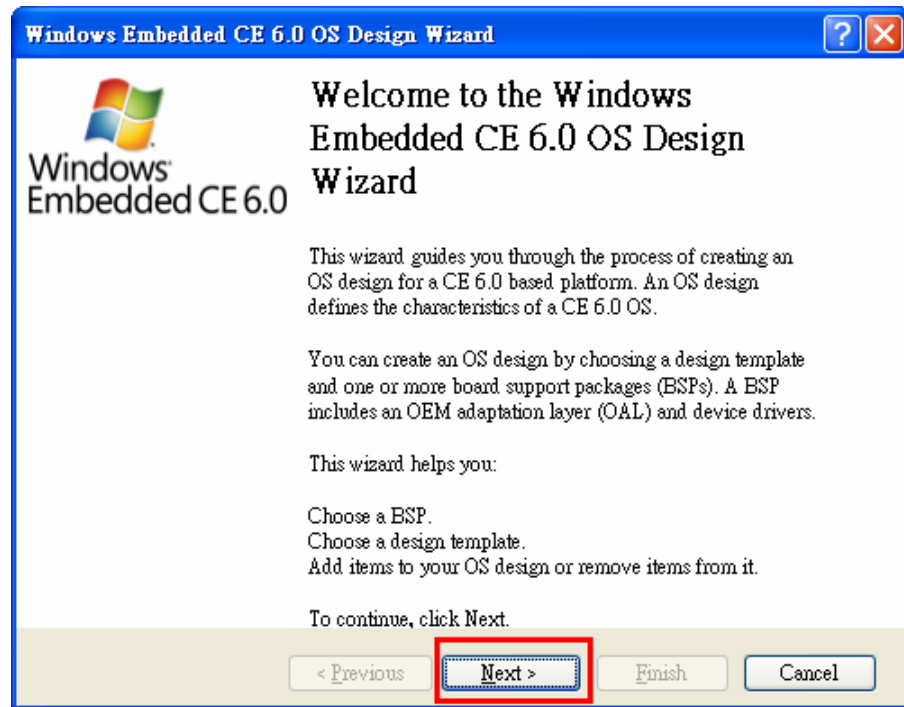 Windows Embedded CE 6.0 OS Design Wizard
Windows
Embedded CE 6.0
Welcome to the Windows
Embedded CE 6.0 OS Design
Wizard
This wizard guides you through the process of creating an
OS design for a CE 6.0 based platform. An OS design
defines the characteristics of a CE 6.0 OS.
You can create an OS design by choosing a design template
and one or more board support packages (BSPs). A BSP
includes an OEM adaptation layer (OAL) and device drivers.
This wizard helps you:
Choose a BSP.
Choose a design template.
Add items to your OS design or remove items from it.
To continue, click Next.
< Previous Next > Finish Cancel